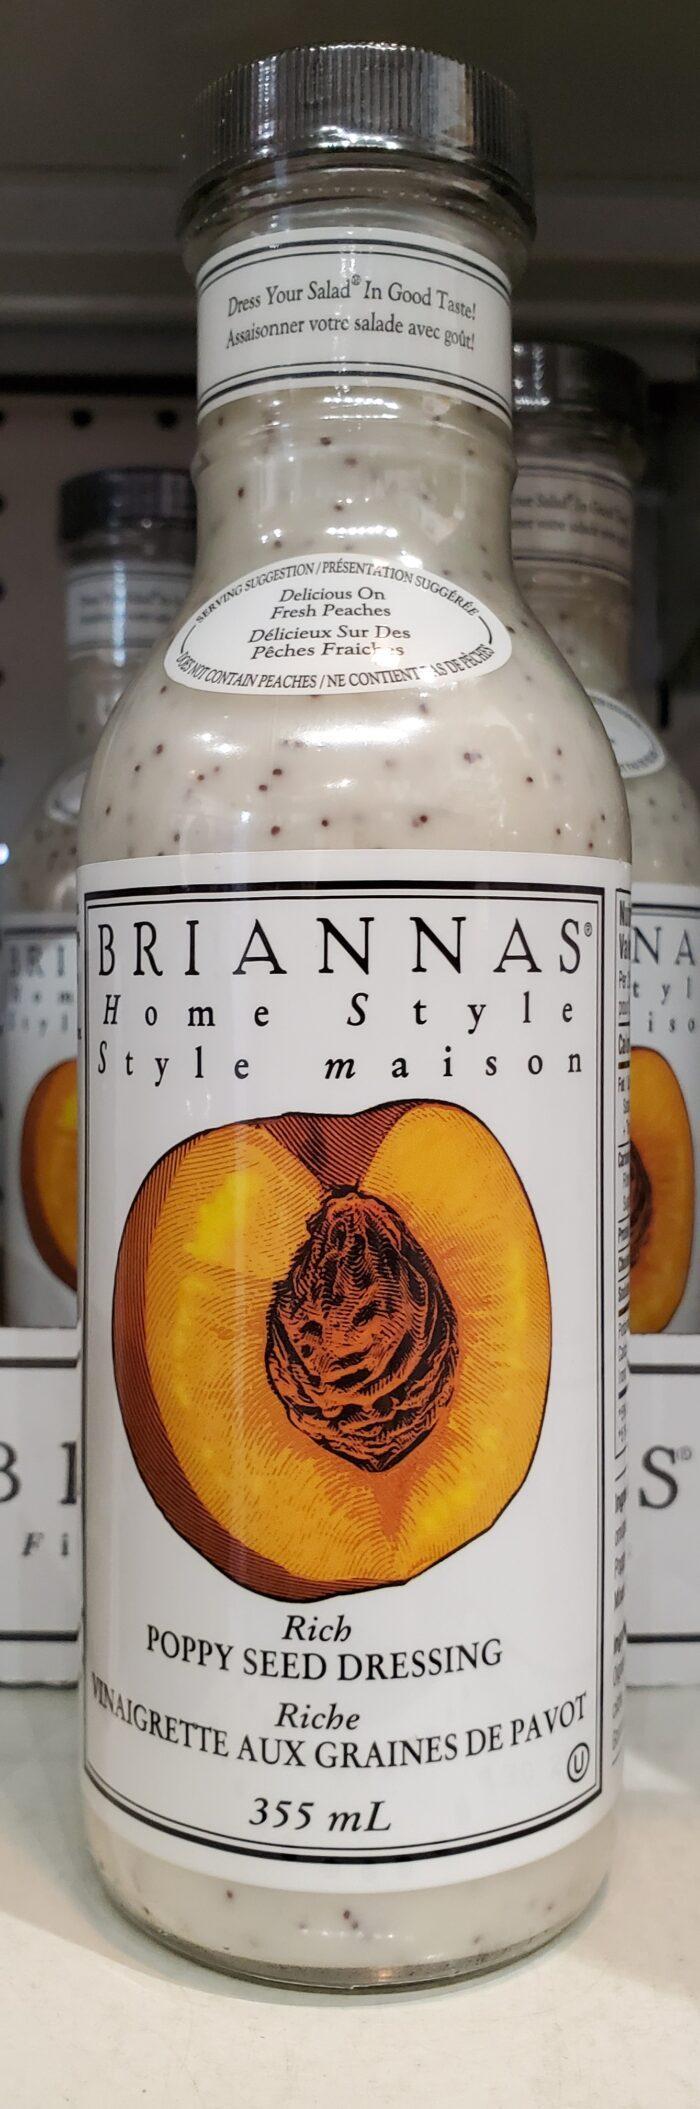 Dress Your Salad® In Good Taste!
Assaisonner votre salade avec goût!
SERVING SUGGESTION / PRÉSENTATION SUGGÉRÉE
Delicious On
Fresh Peaches
Délicieux Sur Des
Pêches Fraiches
DOES NOT CONTAIN PEACHES / NE CONTIENT PAS DE PÊCHES
BRIANNAS®
Home Style
Style maison
Rich
POPPY SEED DRESSING
Riche
VINAIGRETTE AUX GRAINES DE PAVOT
U
355 mL